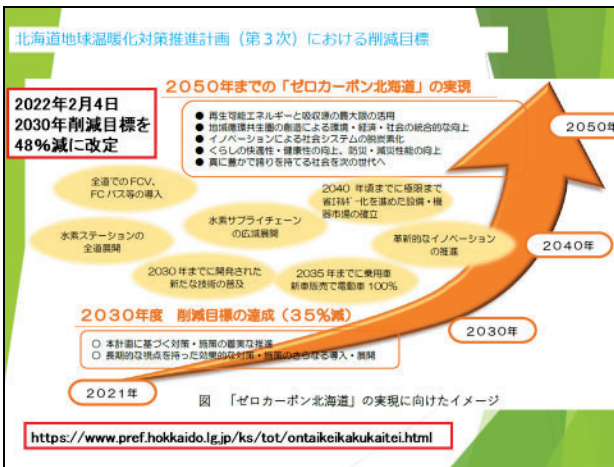 北海道地球温暖化対策推進計画(第3次)における削減目標
2050年までの「ゼロカーボン北海道」の実現
2022年2月4日
2030年削減目標を
48%減に改定
● 再生可能エネルギーと吸収源の最大限の活用
● 地域循環共生圏の創造による環境・経済・社会の統合的な向上
● イノベーションによる社会システムの脱炭素化
● くらしの快適性・健康性の向上、防災・減災性能の向上
● 真に豊かで誇りを持てる社会を次の世代へ
2050年
全道でのFCV、
FCバス等の導入
2040年頃までに極限まで
省エネルギー化を進めた設備・機
器市場の確立
水素サプライチェーン
の広域展開
水素ステーションの
全道展開
革新的なイノベーション
の推進
2040年
2030年までに開発された
新たな技術の普及
2035年までに乗用車
新車販売で電動車100%
2030年度 削減目標の達成(35%減)
2030年
○ 本計画に基づく対策・施策の着実な推進
○ 長期的な視点を持った効果的な対策・施策のさらなる導入・展開
2021年
図 「ゼロカーボン北海道」の実現に向けたイメージ
https://www.pref.hokkaido.lg.jp/ks/tot/ontaikeikakukaitei.html